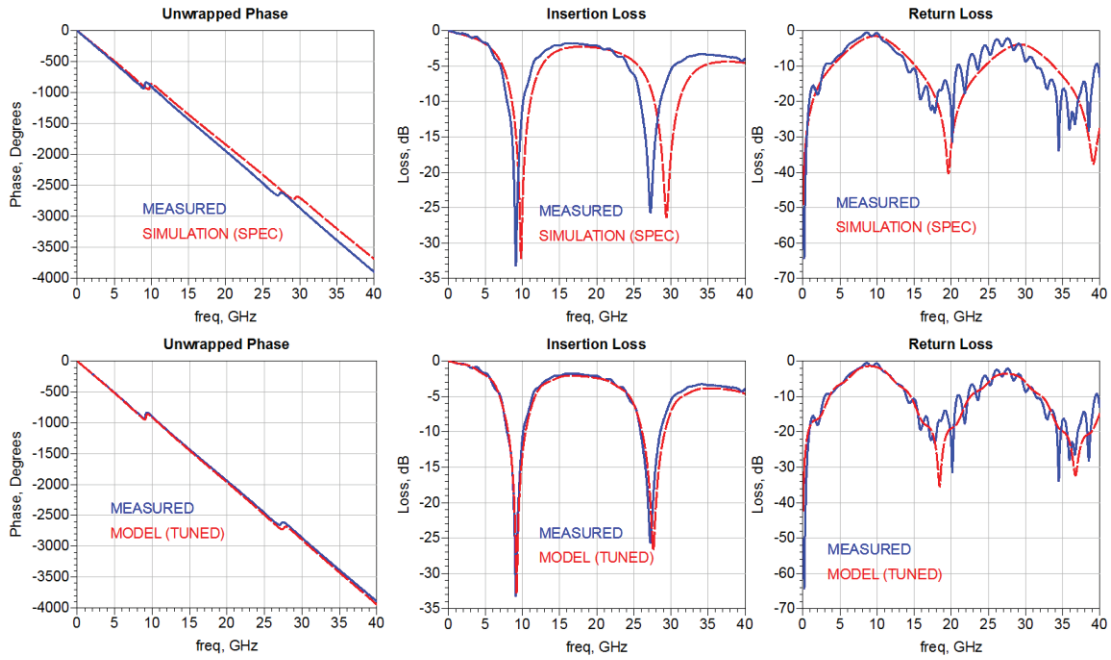 Unwrapped Phase
Phase, Degrees
0
-500
-1000
-1500
-2000
-2500
-3000
-3500
-4000
MEASURED
SIMULATION (SPEC)
0 5 10 15 20 25 30 35 40
freq, GHz
Insertion Loss
Loss, dB
0
-5
-10
-15
-20
-25
-30
-35
MEASURED
SIMULATION (SPEC)
0 5 10 15 20 25 30 35 40
freq, GHz
Return Loss
Loss, dB
0
-10
-20
-30
-40
-50
-60
-70
MEASURED
SIMULATION (SPEC)
0 5 10 15 20 25 30 35 40
freq, GHz
Unwrapped Phase
Phase, Degrees
0
-500
-1000
-1500
-2000
-2500
-3000
-3500
-4000
MEASURED
MODEL (TUNED)
0 5 10 15 20 25 30 35 40
freq, GHz
Insertion Loss
Loss, dB
0
-5
-10
-15
-20
-25
-30
-35
MEASURED
MODEL (TUNED)
0 5 10 15 20 25 30 35 40
freq, GHz
Return Loss
Loss, dB
0
-10
-20
-30
-40
-50
-60
-70
MEASURED
MODEL (TUNED)
0 5 10 15 20 25 30 35 40
freq, GHz